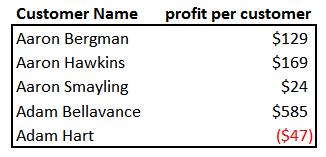 Customer Name profit per customer
Aaron Bergman $129
Aaron Hawkins $169
Aaron Smayling $24
Adam Bellavance $585
Adam Hart ($47)